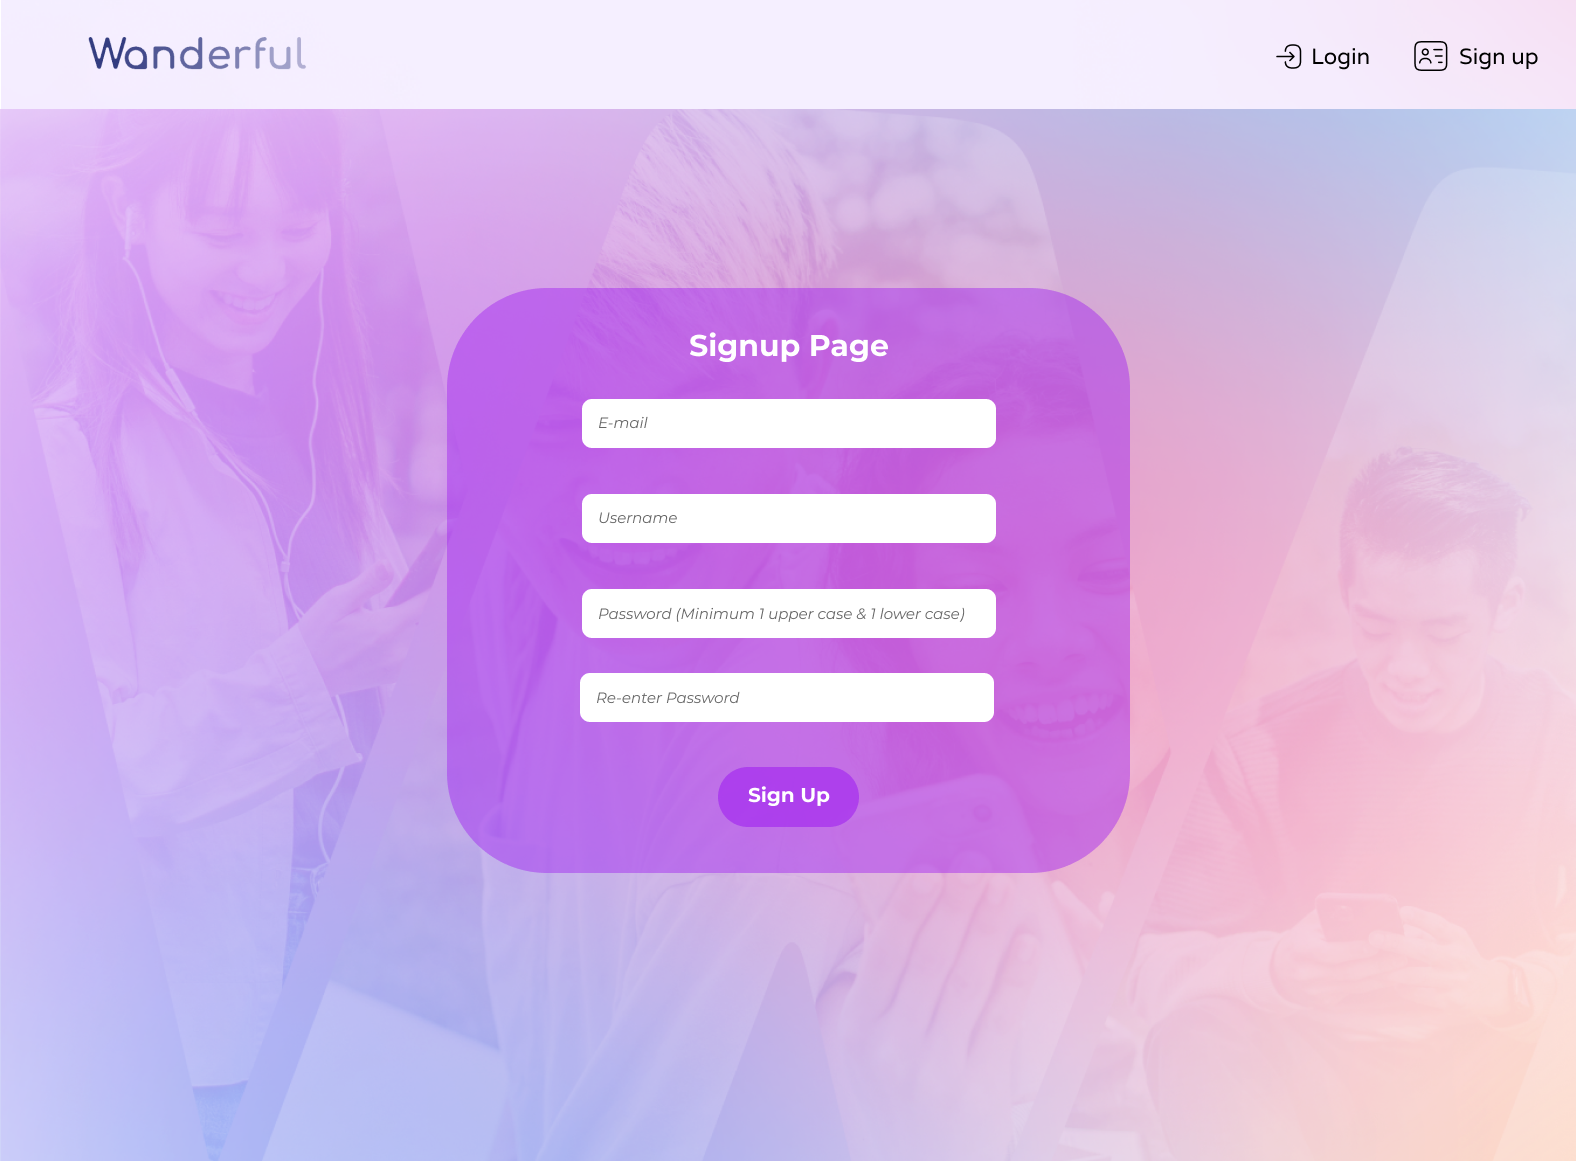 Wanderful
Login
Sign up
Signup Page
E-mail
Username
Password (Minimum 1 upper case & 1 lower case)
Re-enter Password
Sign Up